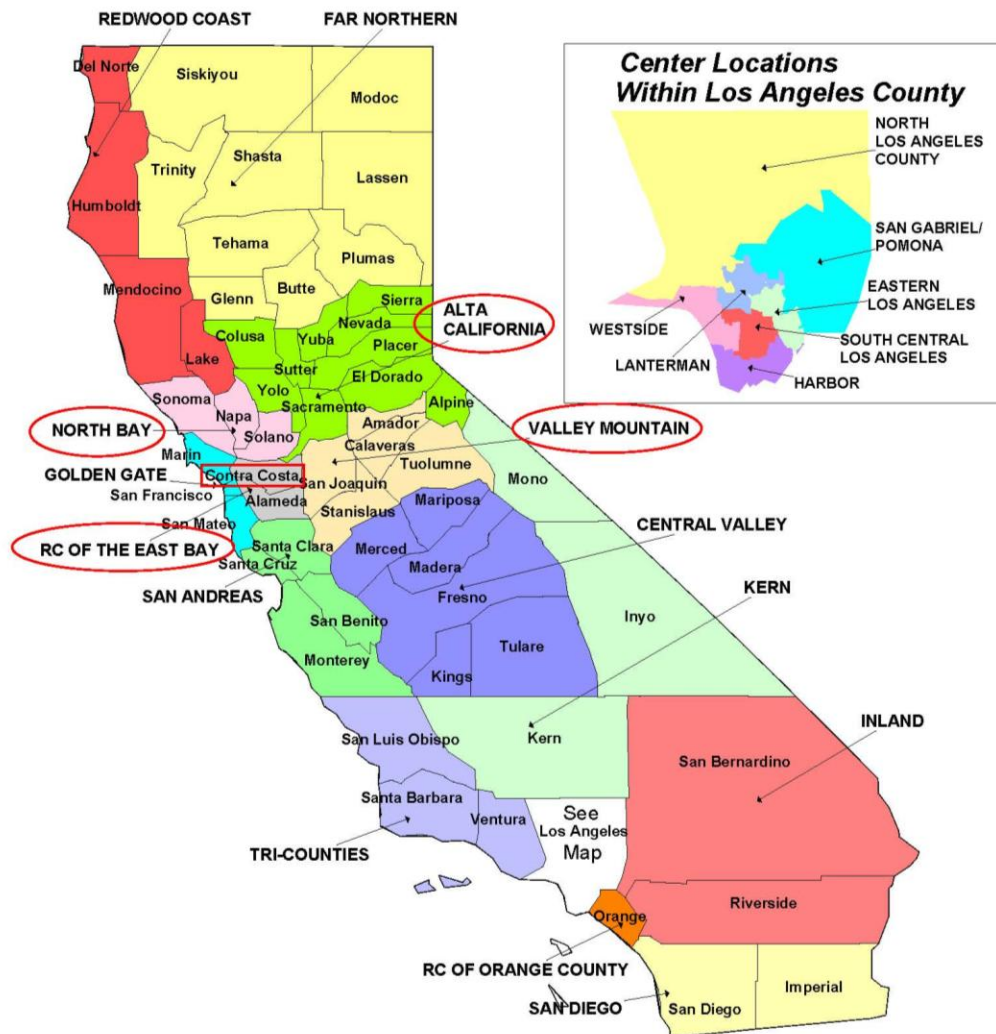 REDWOOD COAST
FAR NORTHERN
Del Norte
Siskiyou
Modoc
Trinity
Shasta
Lassen
Humboldt
Tehama
Plumas
Mendocino
Glenn
Butte
Sierra
Colusa
Yuba
Nevada
ALTA
CALIFORNIA
Placer
Lake
Sutter
El Dorado
Yolo
Sonoma
Sacramento
Alpine
Napa
Amador
NORTH BAY
Solano
Calaveras
VALLEY MOUNTAIN
Marin
Tuolumne
GOLDEN GATE
Contra Costa
San Joaquin
Mono
San Francisco
Alameda
Mariposa
Stanislaus
San Mateo
CENTRAL VALLEY
RC OF THE EAST BAY
Santa Clara
Merced
Santa Cruz
Madera
SAN ANDREAS
Fresno
KERN
San Benito
Inyo
Tulare
Monterey
Kings
INLAND
San Luis Obispo
Kern
San Bernardino
Santa Barbara
See
Los Angeles
Map
Ventura
TRI-COUNTIES
Riverside
Orange
RC OF ORANGE COUNTY
Imperial
SAN DIEGO
San Diego
Center Locations
Within Los Angeles County
NORTH
LOS ANGELES
COUNTY
SAN GABRIEL/
POMONA
EASTERN
LOS ANGELES
WESTSIDE
SOUTH CENTRAL
LOS ANGELES
LANTERMAN
HARBOR